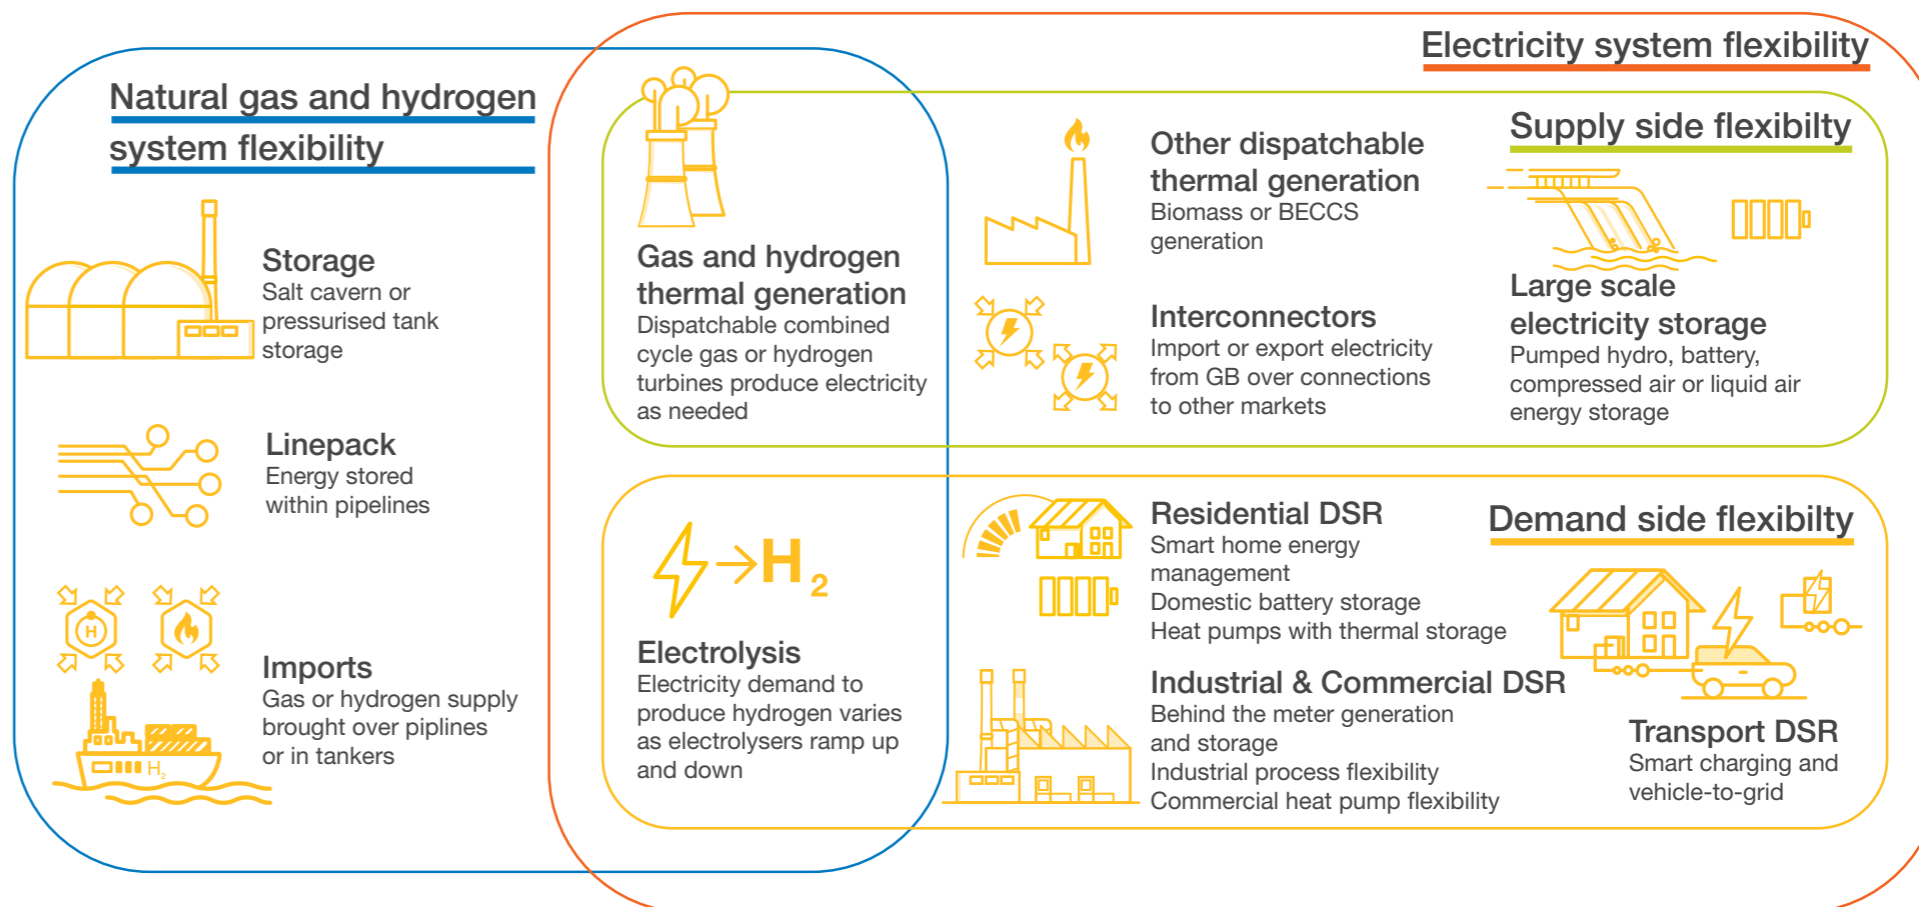 Natural gas and hydrogen
system flexibility
Storage
Salt cavern or
pressurised tank
storage
Linepack
Energy stored
within pipelines
H
Imports
Gas or hydrogen supply
brought over piplines
or in tankers
H2
Electricity system flexibility
Gas and hydrogen
thermal generation
Dispatchable combined
cycle gas or hydrogen
turbines produce electricity
as needed
Supply side flexibilty
Other dispatchable
thermal generation
Biomass or BECCS
generation
Interconnectors
Import or export electricity
from GB over connections
to other markets
Large scale
electricity storage
Pumped hydro, battery,
compressed air or liquid air
energy storage
H2
Electrolysis
Electricity demand to
produce hydrogen varies
as electrolysers ramp up
and down
Demand side flexibilty
Residential DSR
Smart home energy
management
Domestic battery storage
Heat pumps with thermal storage
Industrial & Commercial DSR
Behind the meter generation
and storage
Industrial process flexibility
Commercial heat pump flexibility
Transport DSR
Smart charging and
vehicle-to-grid